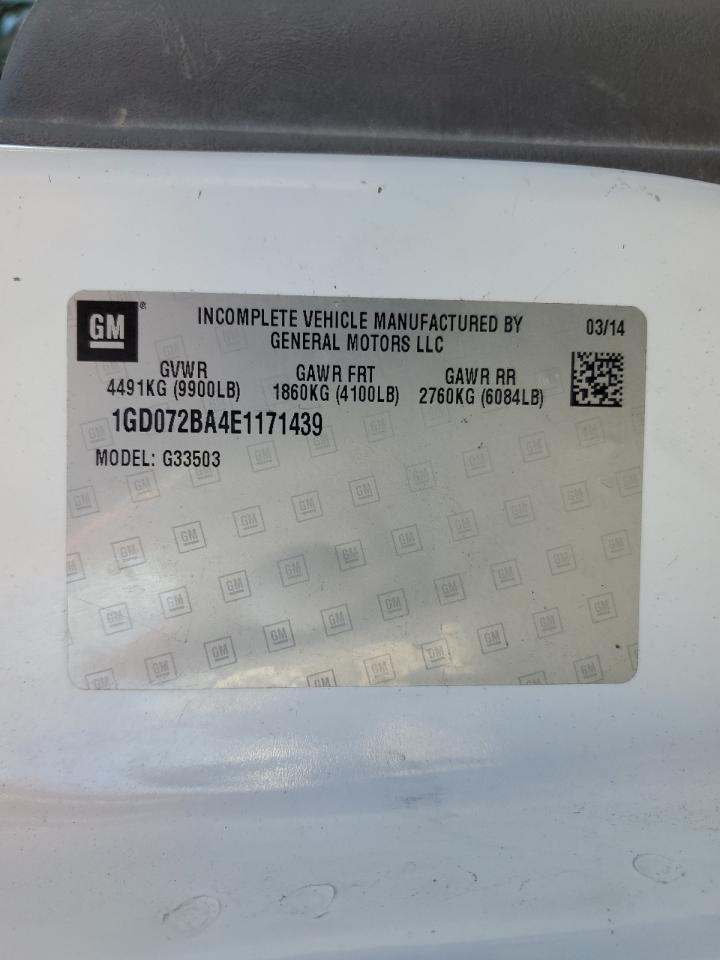 GM ®
INCOMPLETE VEHICLE MANUFACTURED BY
GENERAL MOTORS LLC
03/14
GVWR
4491KG (9900LB)
GAWR FRT
1860KG (4100LB)
GAWR RR
2760KG (6084LB)
1GD072BA4E1171439
MODEL: G33503